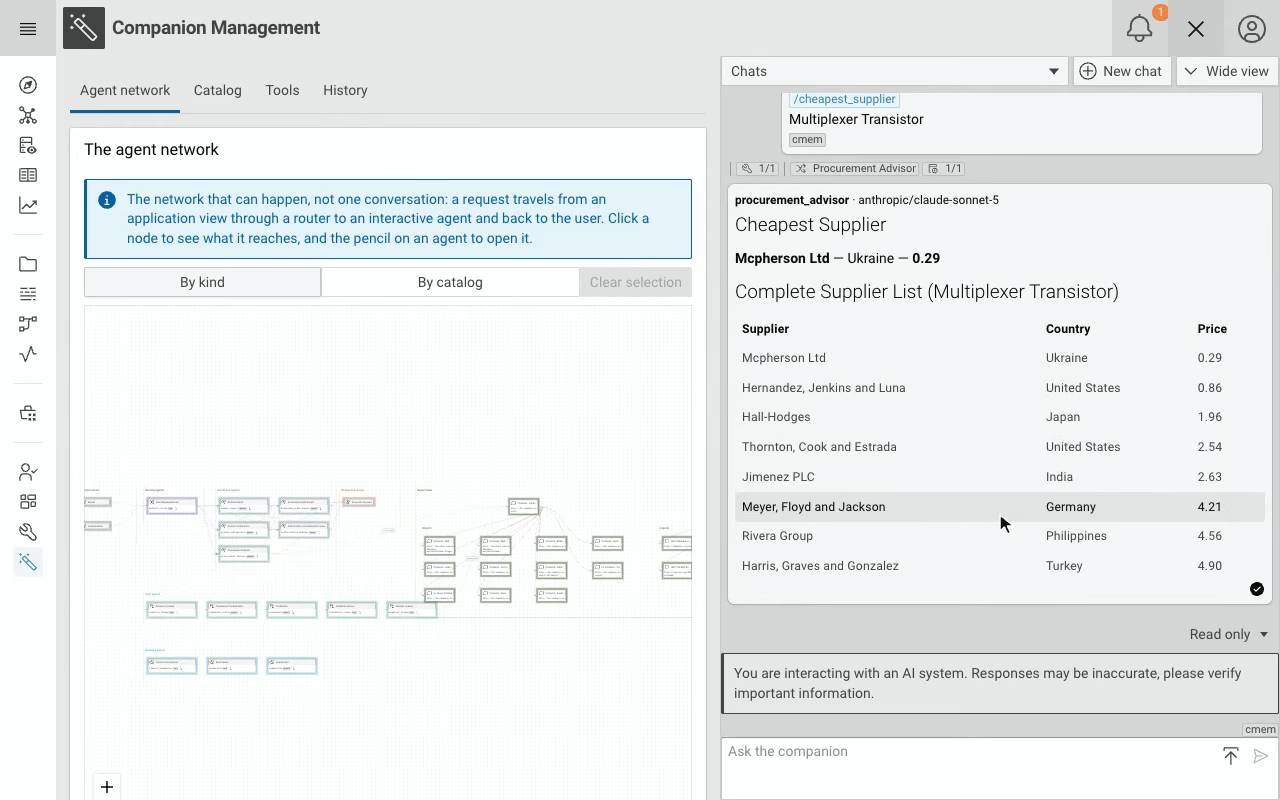 Companion Management
1
Agent network
Catalog
Tools
History
The agent network
The network that can happen, not one conversation: a request travels from an
application view through a router to an interactive agent and back to the user. Click a
node to see what it reaches, and the pencil on an agent to open it.
By kind
By catalog
Clear selection
Chats
New chat
Wide view
/cheapest_supplier
Multiplexer Transistor
cmem
1/1
Procurement Advisor
1/1
procurement_advisor · anthropic/claude-sonnet-5
Cheapest Supplier
Mcpherson Ltd — Ukraine — 0.29
Complete Supplier List (Multiplexer Transistor)
Supplier Country Price
Mcpherson Ltd Ukraine 0.29
Hernandez, Jenkins and Luna United States 0.86
Hall-Hodges Japan 1.96
Thornton, Cook and Estrada United States 2.54
Jimenez PLC India 2.63
Meyer, Floyd and Jackson Germany 4.21
Rivera Group Philippines 4.56
Harris, Graves and Gonzalez Turkey 4.90
Read only
You are interacting with an AI system. Responses may be inaccurate, please verify
important information.
cmem
Ask the companion